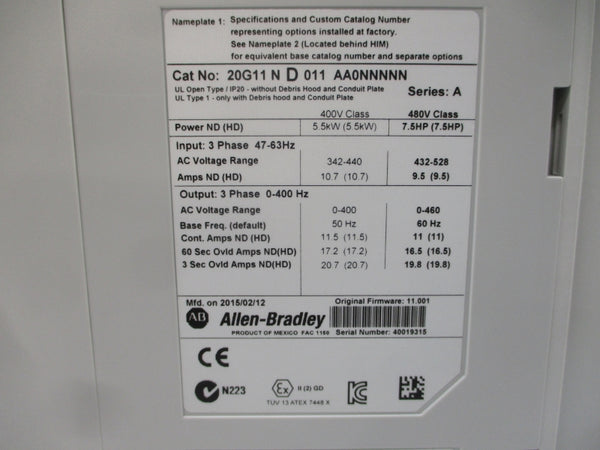 Nameplate 1: Specifications and Custom Catalog Number
representing options installed at factory.
See Nameplate 2 (Located behind HIM)
for equivalent base catalog number and separate options
Cat No: 20G11 N D 011 AA0NNNNN
UL Open Type / IP20 - without Debris Hood and Conduit Plate
UL Type 1 - only with Debris Hood and Conduit Plate
Series: A
400V Class 480V Class
Power ND (HD) 5.5kW (5.5kW) 7.5HP (7.5HP)
Input: 3 Phase 47-63Hz
AC Voltage Range 342-440 432-528
Amps ND (HD) 10.7 (10.7) 9.5 (9.5)
Output: 3 Phase 0-400 Hz
AC Voltage Range 0-400 0-460
Base Freq. (default) 50 Hz 60 Hz
Cont. Amps ND (HD) 11.5 (11.5) 11 (11)
60 Sec Ovld Amps ND(HD) 17.2 (17.2) 16.5 (16.5)
3 Sec Ovld Amps ND(HD) 20.7 (20.7) 19.8 (19.8)
Mfd. on 2015/02/12 Original Firmware: 11.001
AB Allen-Bradley
PRODUCT OF MEXICO FAC 1100 Serial Number: 40019315
CE
N223
Ex II (2) GD
TUV 13 ATEX 7448 X